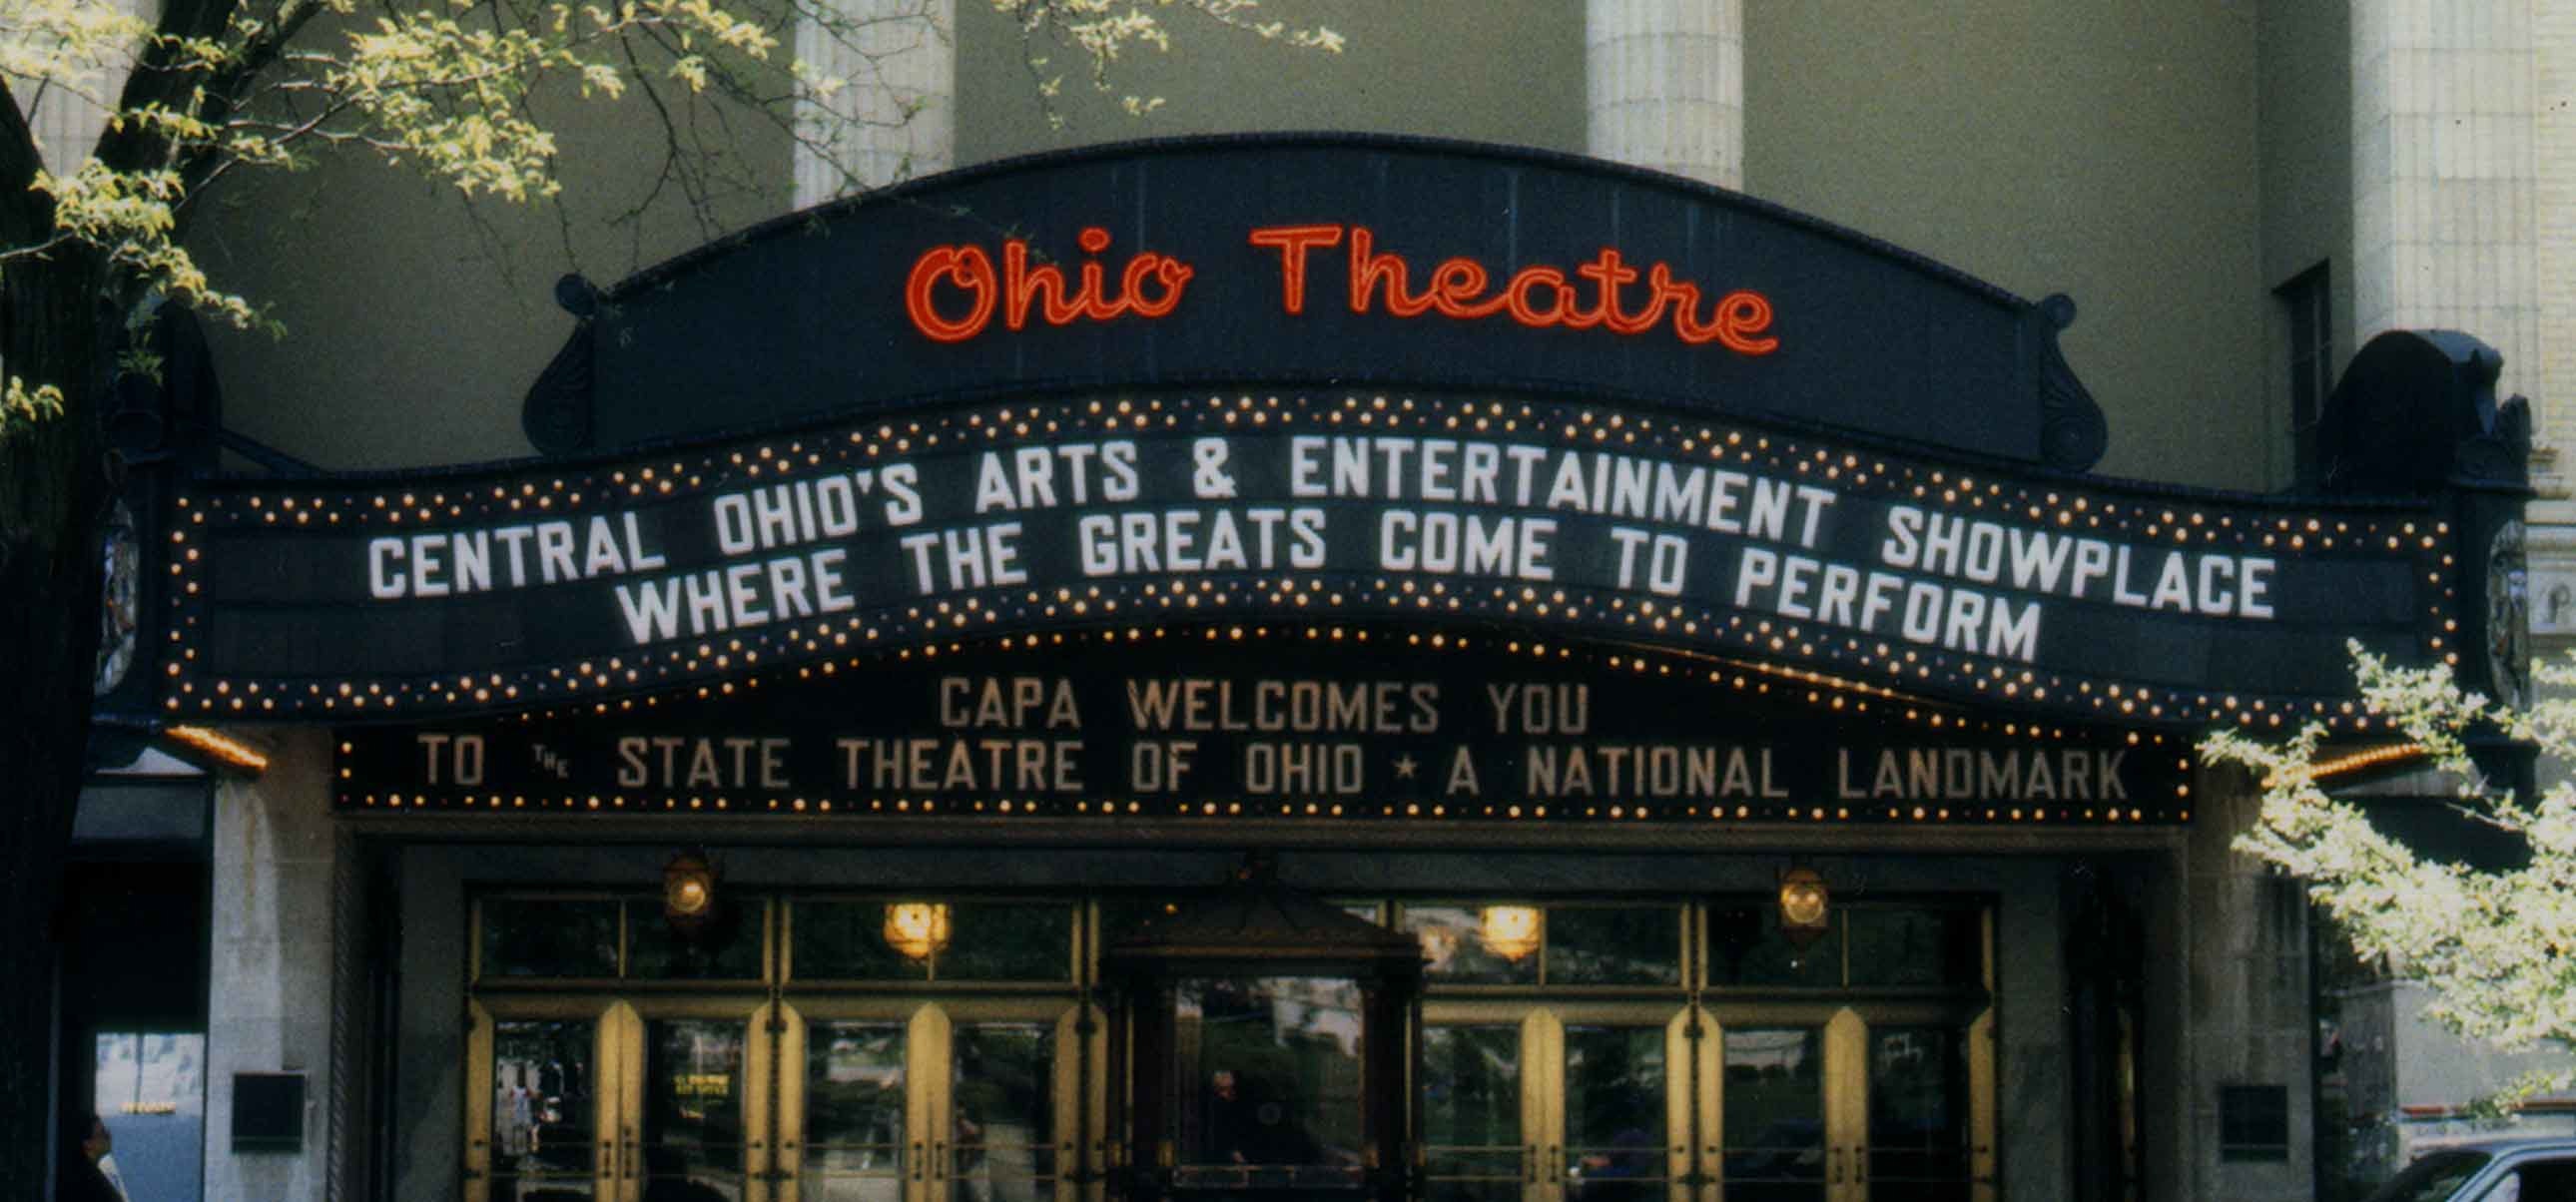 Ohio Theatre
CENTRAL OHIO'S ARTS & ENTERTAINMENT SHOWPLACE
WHERE THE GREATS COME TO PERFORM
CAPA WELCOMES YOU
TO THE STATE THEATRE OF OHIO ★ A NATIONAL LANDMARK